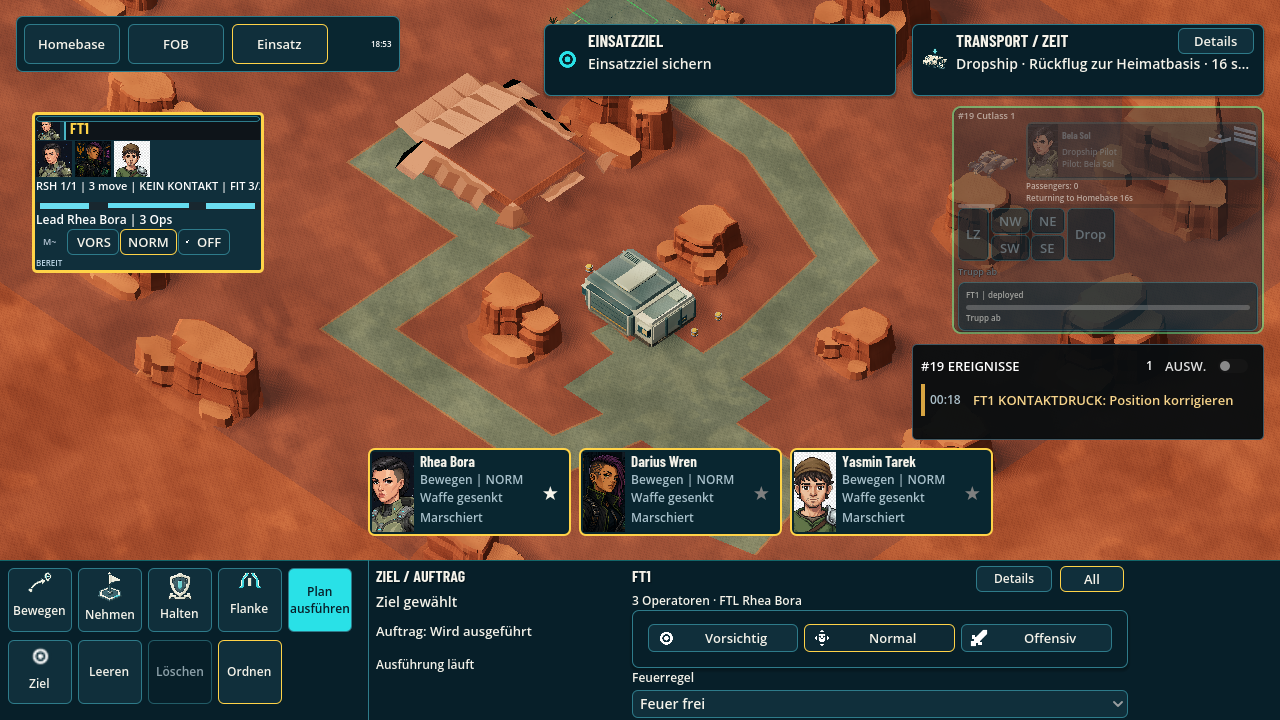 Homebase
FOB
Einsatz
18:53
EINSATZZIEL
Einsatzziel sichern
TRANSPORT / ZEIT
Details
Dropship · Rückflug zur Heimatbasis · 16 s...
FT1
RSH 1/1 | 3 move | KEIN KONTAKT | FIT 3/
Lead Rhea Bora | 3 Ops
M~
VORS
NORM
OFF
BEREIT
#19 Cutlass 1
Bela Sol
Dropship Pilot
Pilot: Bela Sol
Passengers: 0
Returning to Homebase 16s
LZ
NW
NE
SW
SE
Drop
Trupp ab
FT1 | deployed
Trupp ab
#19 EREIGNISSE
1
AUSW.
00:18
FT1 KONTAKTDRUCK: Position korrigieren
Rhea Bora
Bewegen | NORM
Waffe gesenkt
Marschiert
Darius Wren
Bewegen | NORM
Waffe gesenkt
Marschiert
Yasmin Tarek
Bewegen | NORM
Waffe gesenkt
Marschiert
Bewegen
Nehmen
Halten
Flanke
Plan
ausführen
Ziel
Leeren
Löschen
Ordnen
ZIEL / AUFTRAG
Ziel gewählt
Auftrag: Wird ausgeführt
Ausführung läuft
FT1
Details
All
3 Operatoren · FTL Rhea Bora
Vorsichtig
Normal
Offensiv
Feuerregel
Feuer frei